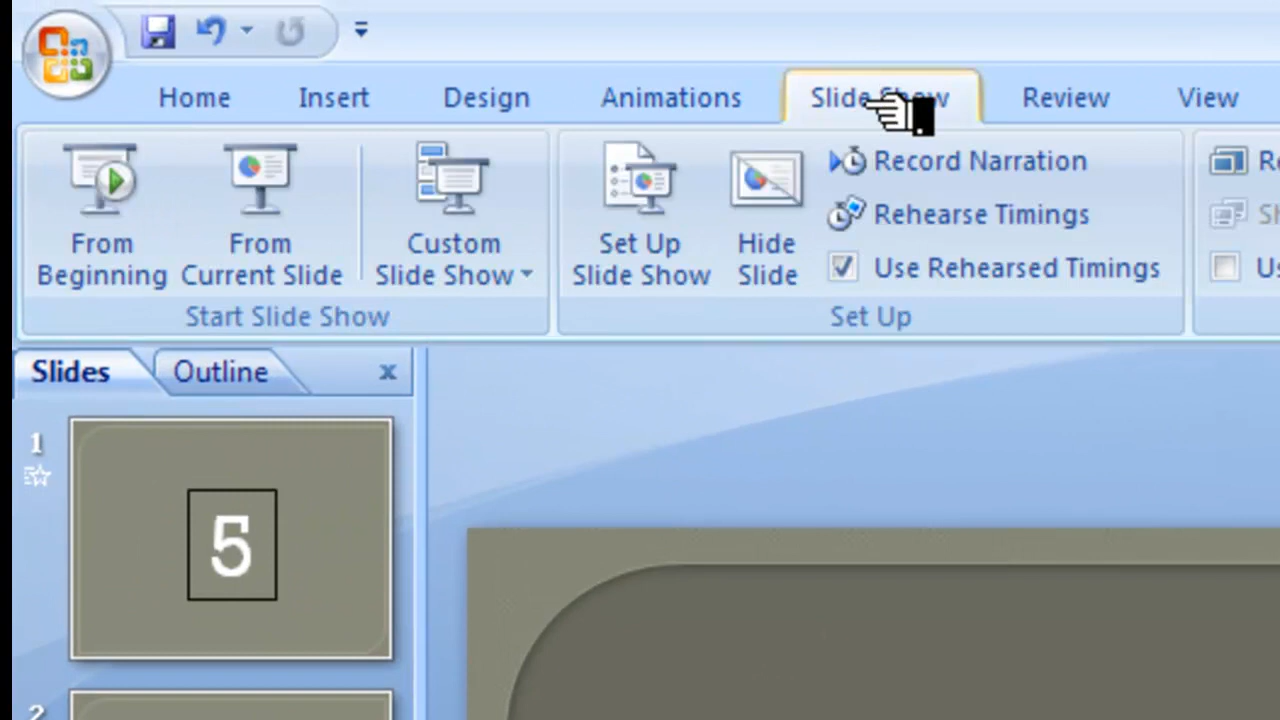 Home Insert Design Animations Slide Show Review View
From Beginning
From Current Slide
Custom Slide Show
Set Up Slide Show
Hide Slide
Record Narration
Rehearse Timings
Use Rehearsed Timings
Start Slide Show
Set Up
Slides Outline
1
5
2